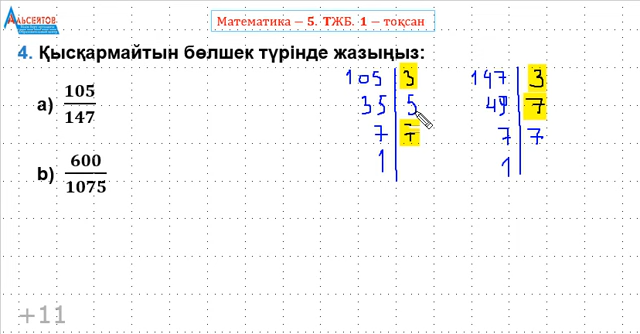 АЛЬСЕЙТОВ
Математика – 5. ТЖБ. 1 – тоқсан
4. Қысқармайтын бөлшек түрінде жазыңыз:
a) 105/147
105 | 3
35 | 5
7 | 7
1
147 | 3
49 | 7
7 | 7
1
b) 600/1075
+11